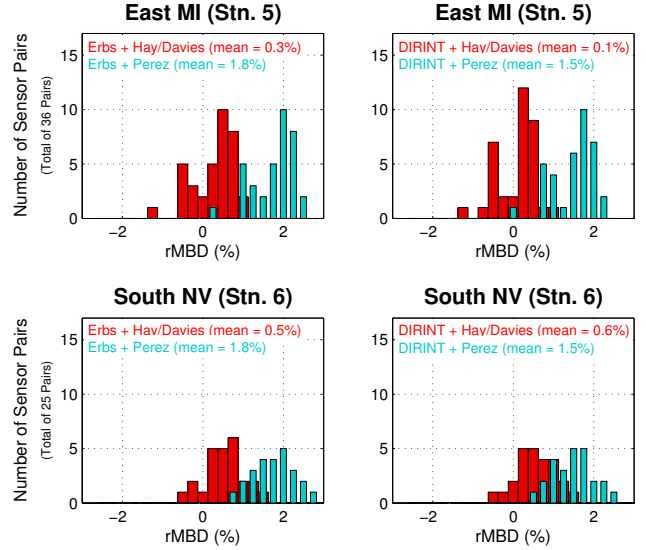 East MI (Stn. 5)
Number of Sensor Pairs
(Total of 36 Pairs)
15
10
5
0
Erbs + Hay/Davies (mean = 0.3%)
Erbs + Perez (mean = 1.8%)
−2 0 2
rMBD (%)
East MI (Stn. 5)
15
10
5
0
DIRINT + Hay/Davies (mean = 0.1%)
DIRINT + Perez (mean = 1.5%)
−2 0 2
rMBD (%)
South NV (Stn. 6)
Number of Sensor Pairs
(Total of 25 Pairs)
15
10
5
0
Erbs + Hay/Davies (mean = 0.5%)
Erbs + Perez (mean = 1.8%)
−2 0 2
rMBD (%)
South NV (Stn. 6)
15
10
5
0
DIRINT + Hay/Davies (mean = 0.6%)
DIRINT + Perez (mean = 1.5%)
−2 0 2
rMBD (%)